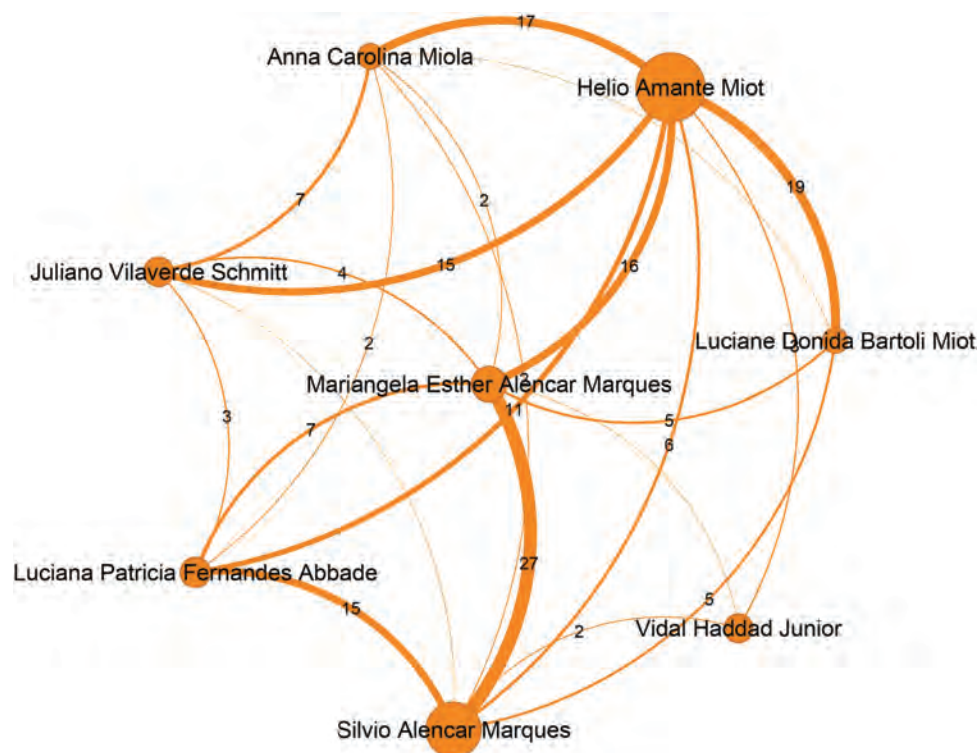 17
Anna Carolina Miola
Helio Amante Miot
7
2
19
Juliano Vilaverde Schmitt
4
15
16
2
Luciane Donida Bartoli Miot
3
Mariangela Esther Alencar Marques
2
11
3
7
5
6
Luciana Patricia Fernandes Abbade
27
15
5
2
Vidal Haddad Junior
Silvio Alencar Marques